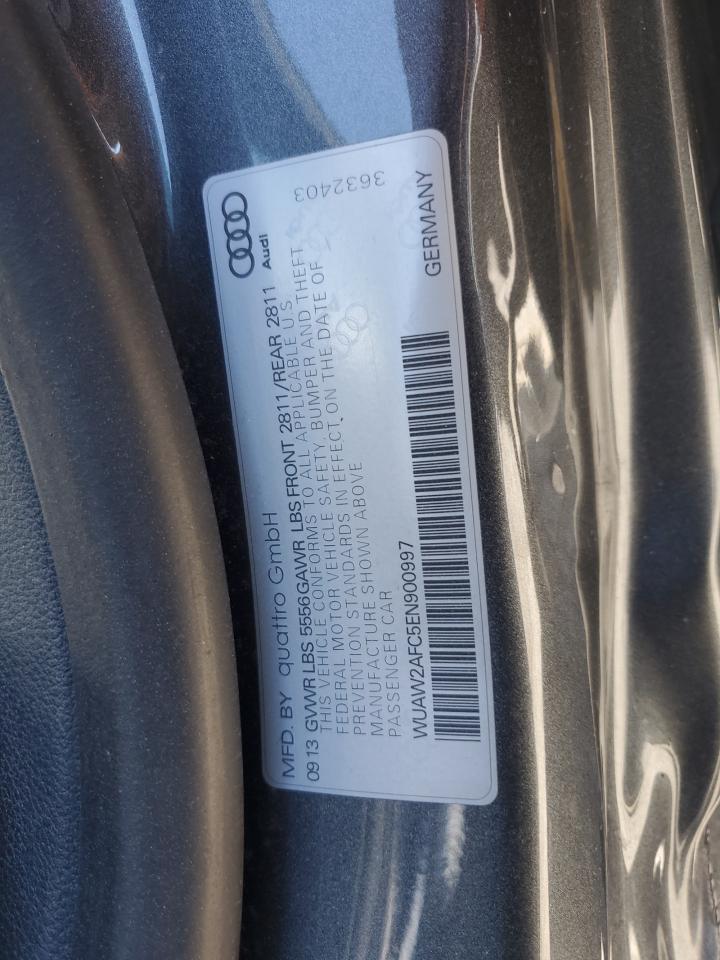 Audi
3632403
MFD. BY quattro GmbH
09 13 GVWR LBS 5556 GAWR LBS FRONT 2811/REAR 2811
THIS VEHICLE CONFORMS TO ALL APPLICABLE U.S.
FEDERAL MOTOR VEHICLE SAFETY, BUMPER AND THEFT
PREVENTION STANDARDS IN EFFECT ON THE DATE OF
MANUFACTURE SHOWN ABOVE
PASSENGER CAR
WUAW2AFC5EN900997
GERMANY